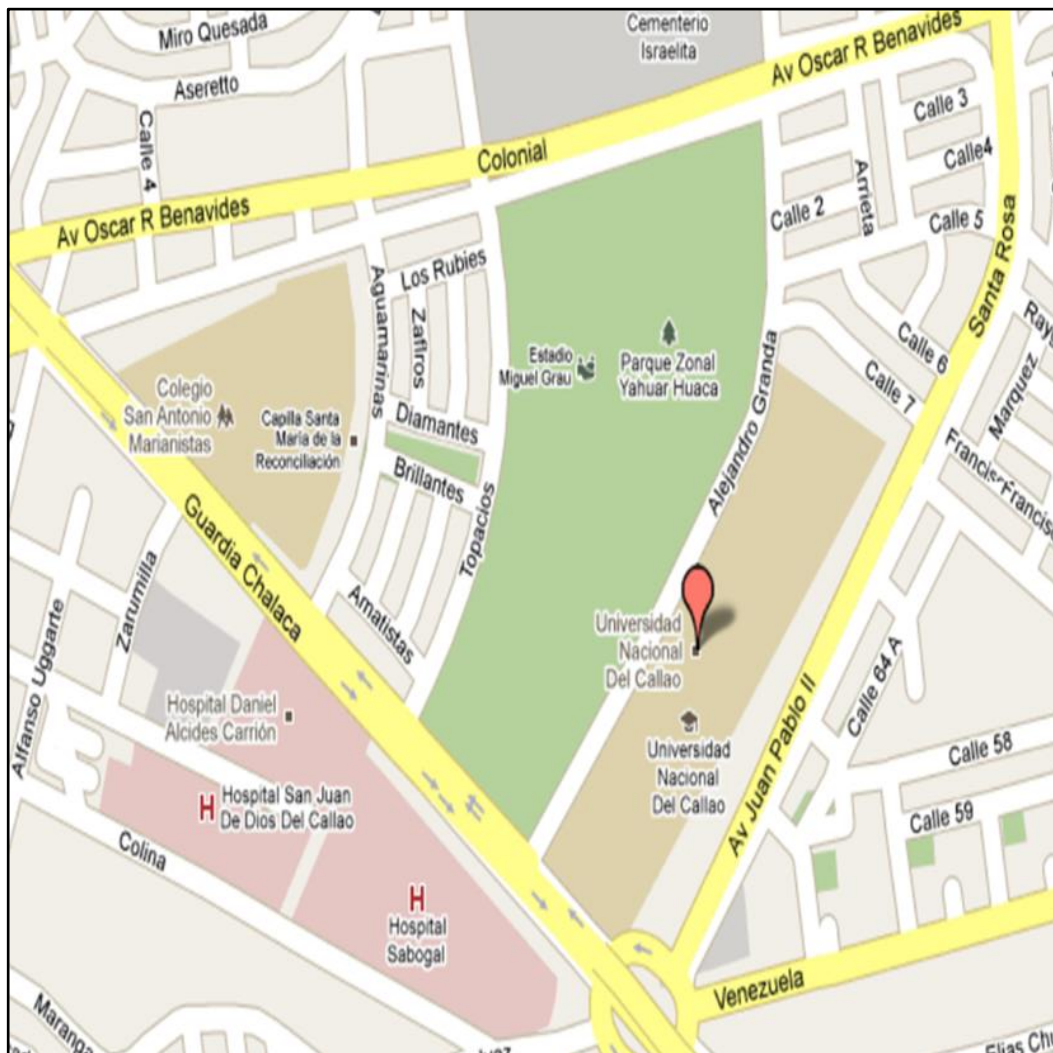 Miro Quesada
Cementerio
Israelita
Av Oscar R Benavides
Aseretto
Calle 3
Calle 4
Colonial
Calle4
Arrieta
Calle 2
Calle 5
Av Oscar R Benavides
Santa Rosa
Los Rubies
Aguamarinas
Zafiros
Estadio
Miguel Grau
Parque Zonal
Yahuar Huaca
Calle 6
Calle 7
Marquez
Colegio
San Antonio
Marianistas
Capilla Santa
Maria de la
Reconciliación
Diamantes
Brillantes
Alejandro Granda
Topacios
Guardia Chalaca
Zarumilla
Amatistas
Alfanso Uggarte
Universidad
Nacional
Del Callao
Calle 64 A
Hospital Daniel
Alcides Carrión
Universidad
Nacional
Del Callao
Av Juan Pablo II
Calle 58
H
Hospital San Juan
De Dios Del Callao
Calle 59
Colina
H
Hospital
Sabogal
Venezuela